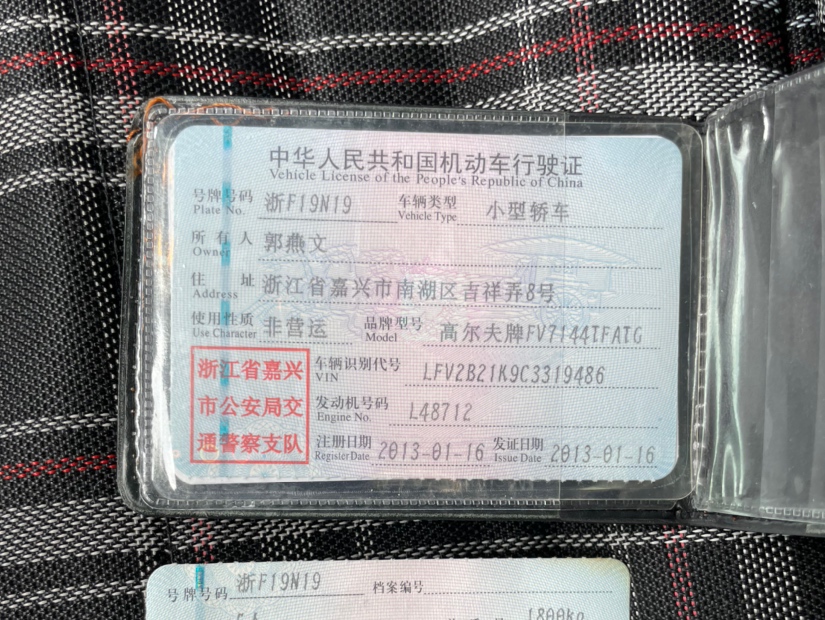 中华人民共和国机动车行驶证
Vehicle License of the People's Republic of China
号牌号码 浙F19N19 车辆类型 小型轿车
Plate No. Vehicle Type
所有人 郭燕文
Owner
住址 浙江省嘉兴市南湖区吉祥弄8号
Address
使用性质 非营运 品牌型号 高尔夫牌FV7144TFATG
Use Character Model
浙江省嘉兴 车辆识别代号 LFV2B21K9C3319486
VIN
市公安局交 发动机号码 L48712
Engine No.
通警察支队 注册日期 2013-01-16 发证日期 2013-01-16
Register Date Issue Date
号牌号码 浙F19N19 档案编号
1800kg